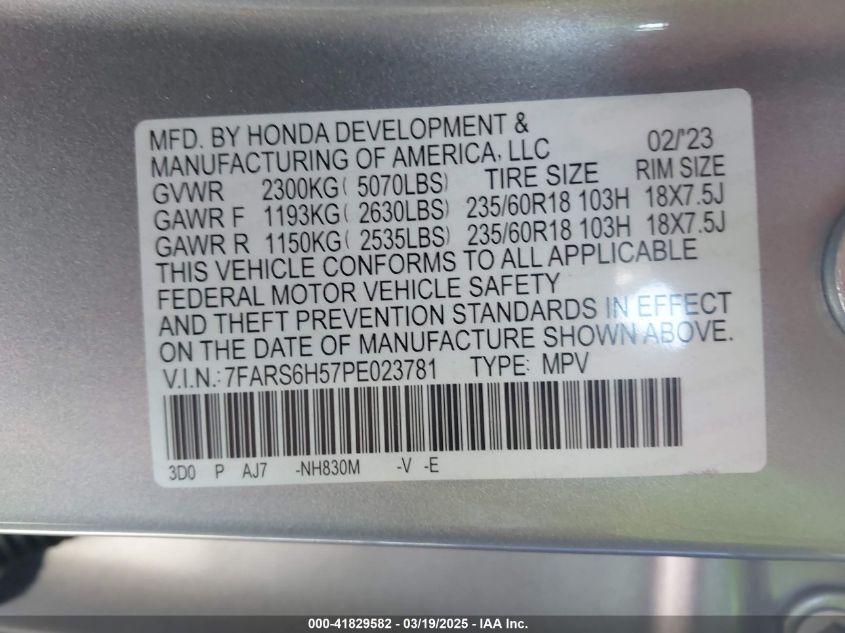 MFD. BY HONDA DEVELOPMENT &
MANUFACTURING OF AMERICA, LLC 02/'23
GVWR 2300KG( 5070LBS) TIRE SIZE RIM SIZE
GAWR F 1193KG( 2630LBS) 235/60R18 103H 18X7.5J
GAWR R 1150KG( 2535LBS) 235/60R18 103H 18X7.5J
THIS VEHICLE CONFORMS TO ALL APPLICABLE
FEDERAL MOTOR VEHICLE SAFETY
AND THEFT PREVENTION STANDARDS IN EFFECT
ON THE DATE OF MANUFACTURE SHOWN ABOVE.
V.I.N.: 7FARS6H57PE023781 TYPE: MPV
3D0 P AJ7 -NH830M -V -E
000-41829582 - 03/19/2025 - IAA Inc.